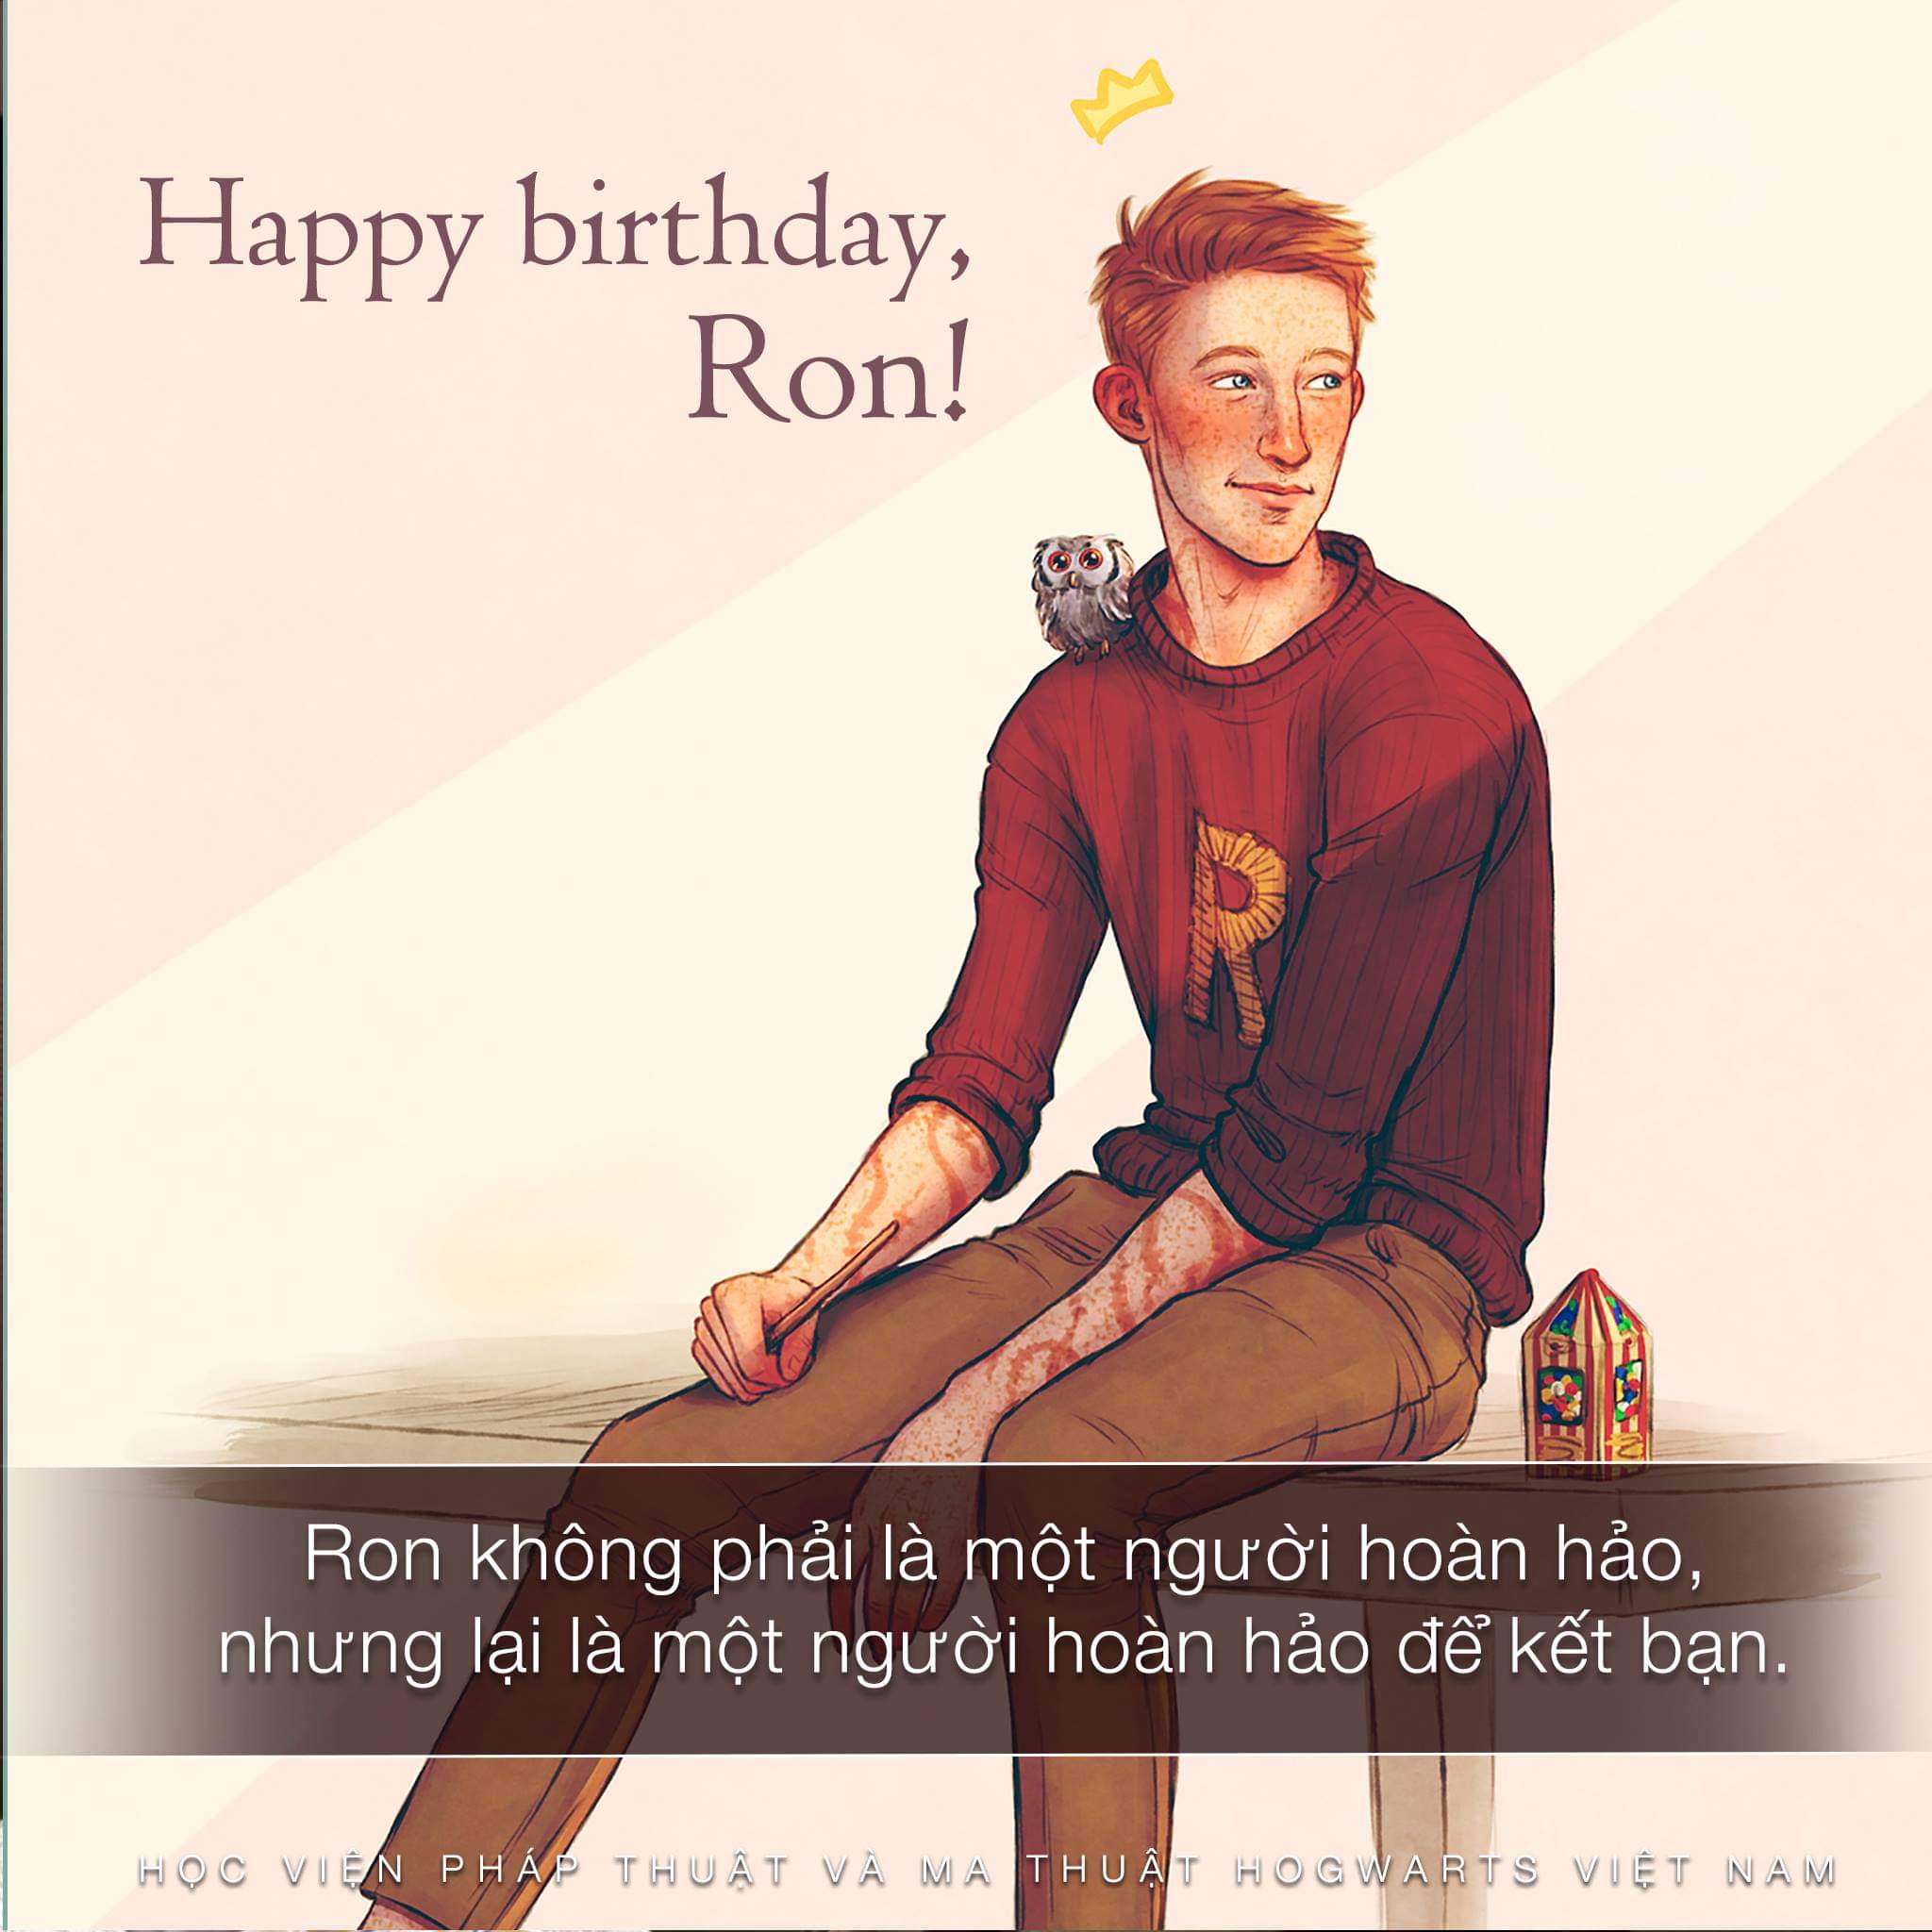 Happy birthday,
Ron!
R
Ron không phải là một người hoàn hảo,
nhưng lại là một người hoàn hảo để kết bạn.
HỌC VIỆN PHÁP THUẬT VÀ MA THUẬT HOGWARTS VIỆT NAM